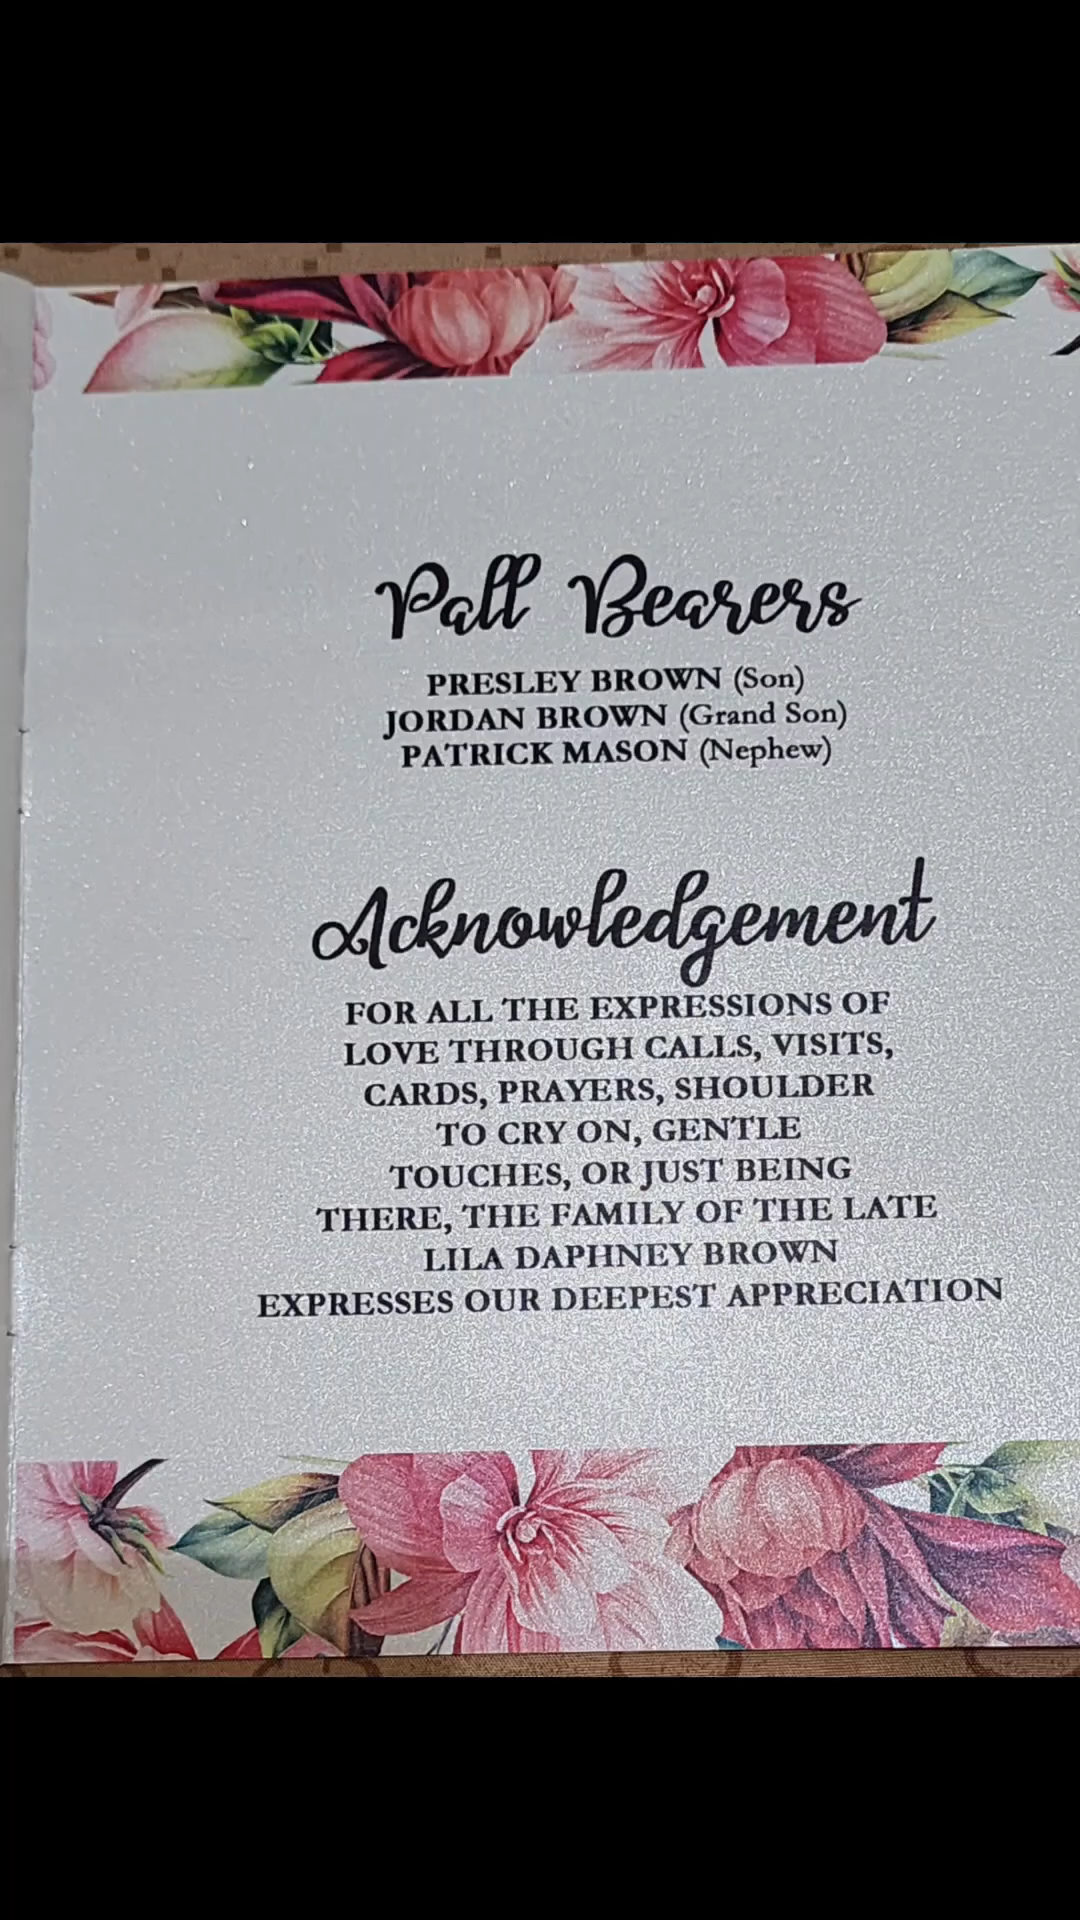 Pall Bearers
PRESLEY BROWN (Son)
JORDAN BROWN (Grand Son)
PATRICK MASON (Nephew)
Acknowledgement
FOR ALL THE EXPRESSIONS OF
LOVE THROUGH CALLS, VISITS,
CARDS, PRAYERS, SHOULDER
TO CRY ON, GENTLE
TOUCHES, OR JUST BEING
THERE, THE FAMILY OF THE LATE
LILA DAPHNEY BROWN
EXPRESSES OUR DEEPEST APPRECIATION